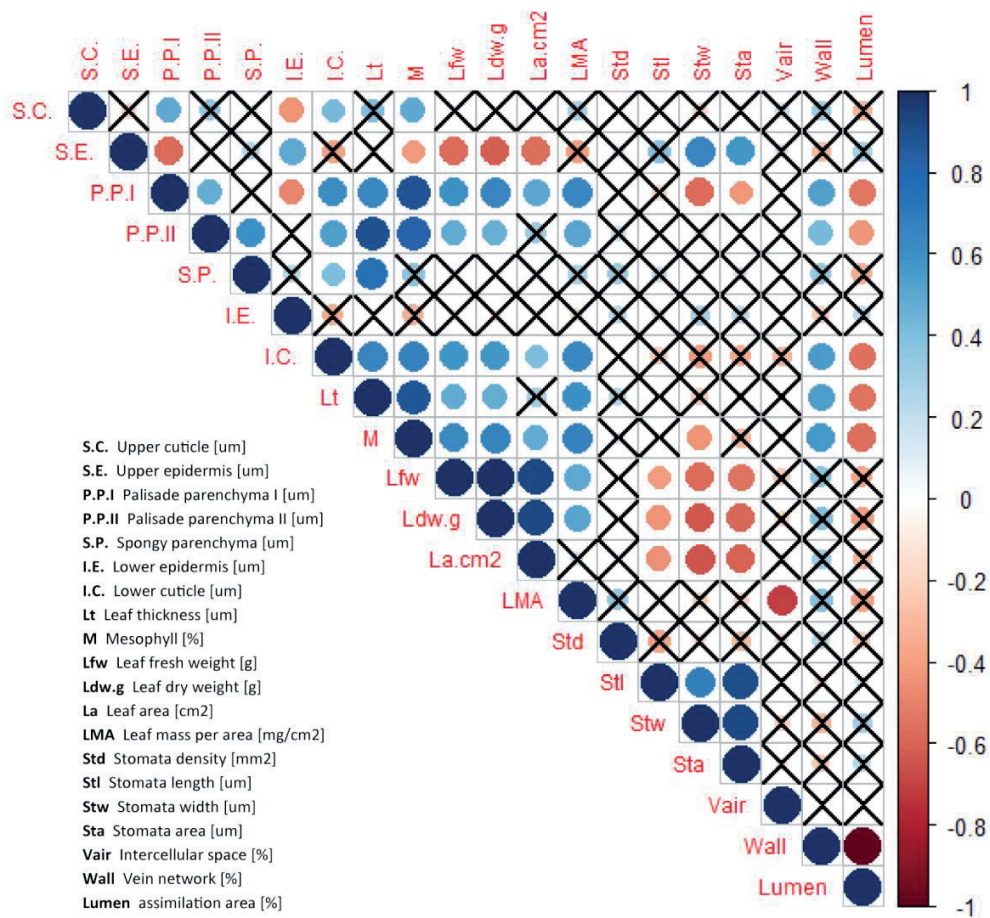 S.C. S.E. P.P.I P.P.II S.P. I.E. I.C. Lt M Lfw Ldw.g La.cm2 LMA Std Stl Stw Sta Vair Wall Lumen
S.C.
S.E.
P.P.I
P.P.II
S.P.
I.E.
I.C.
Lt
M
Lfw
Ldw.g
La.cm2
LMA
Std
Stl
Stw
Sta
Vair
Wall
Lumen
1
0.8
0.6
0.4
0.2
0
-0.2
-0.4
-0.6
-0.8
-1
S.C. Upper cuticle [um]
S.E. Upper epidermis [um]
P.P.I Palisade parenchyma I [um]
P.P.II Palisade parenchyma II [um]
S.P. Spongy parenchyma [um]
I.E. Lower epidermis [um]
I.C. Lower cuticle [um]
Lt Leaf thickness [um]
M Mesophyll [%]
Lfw Leaf fresh weight [g]
Ldw.g Leaf dry weight [g]
La Leaf area [cm2]
LMA Leaf mass per area [mg/cm2]
Std Stomata density [mm2]
Stl Stomata length [um]
Stw Stomata width [um]
Sta Stomata area [um]
Vair Intercellular space [%]
Wall Vein network [%]
Lumen assimilation area [%]